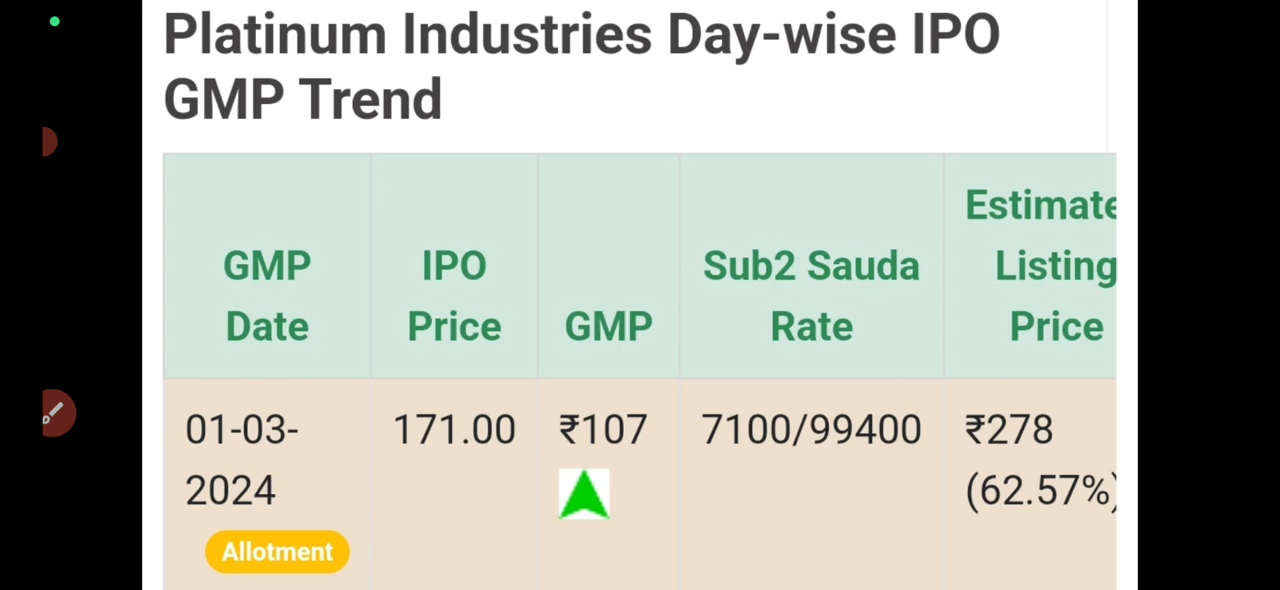 Platinum Industries Day-wise IPO
GMP Trend
GMP
Date
IPO
Price
GMP
Sub2 Sauda
Rate
Estimate
Listing
Price
01-03-
2024
Allotment
171.00
₹107
7100/99400
₹278
(62.57%)